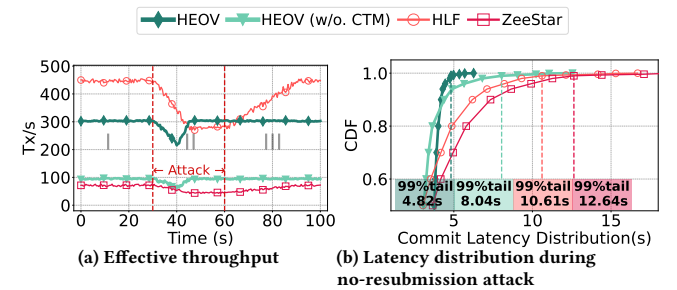 HEOV HEOV (w/o. CTM) HLF ZeeStar
500
400
300
200
100
0
Tx/s
← Attack →
0 20 40 60 80 100
Time (s)
(a) Effective throughput
1.0
0.8
0.6
CDF
99%tail 99%tail 99%tail 99%tail
4.82s 8.04s 10.61s 12.64s
5 10 15
Commit Latency Distribution(s)
(b) Latency distribution during
no-resubmission attack